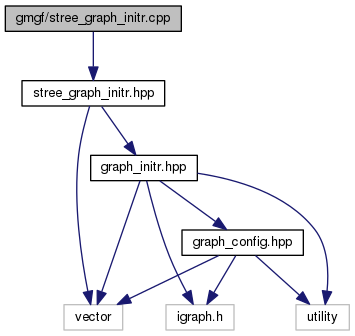 gmgf/stree_graph_initr.cpp
stree_graph_initr.hpp
graph_initr.hpp
graph_config.hpp
vector
igraph.h
utility